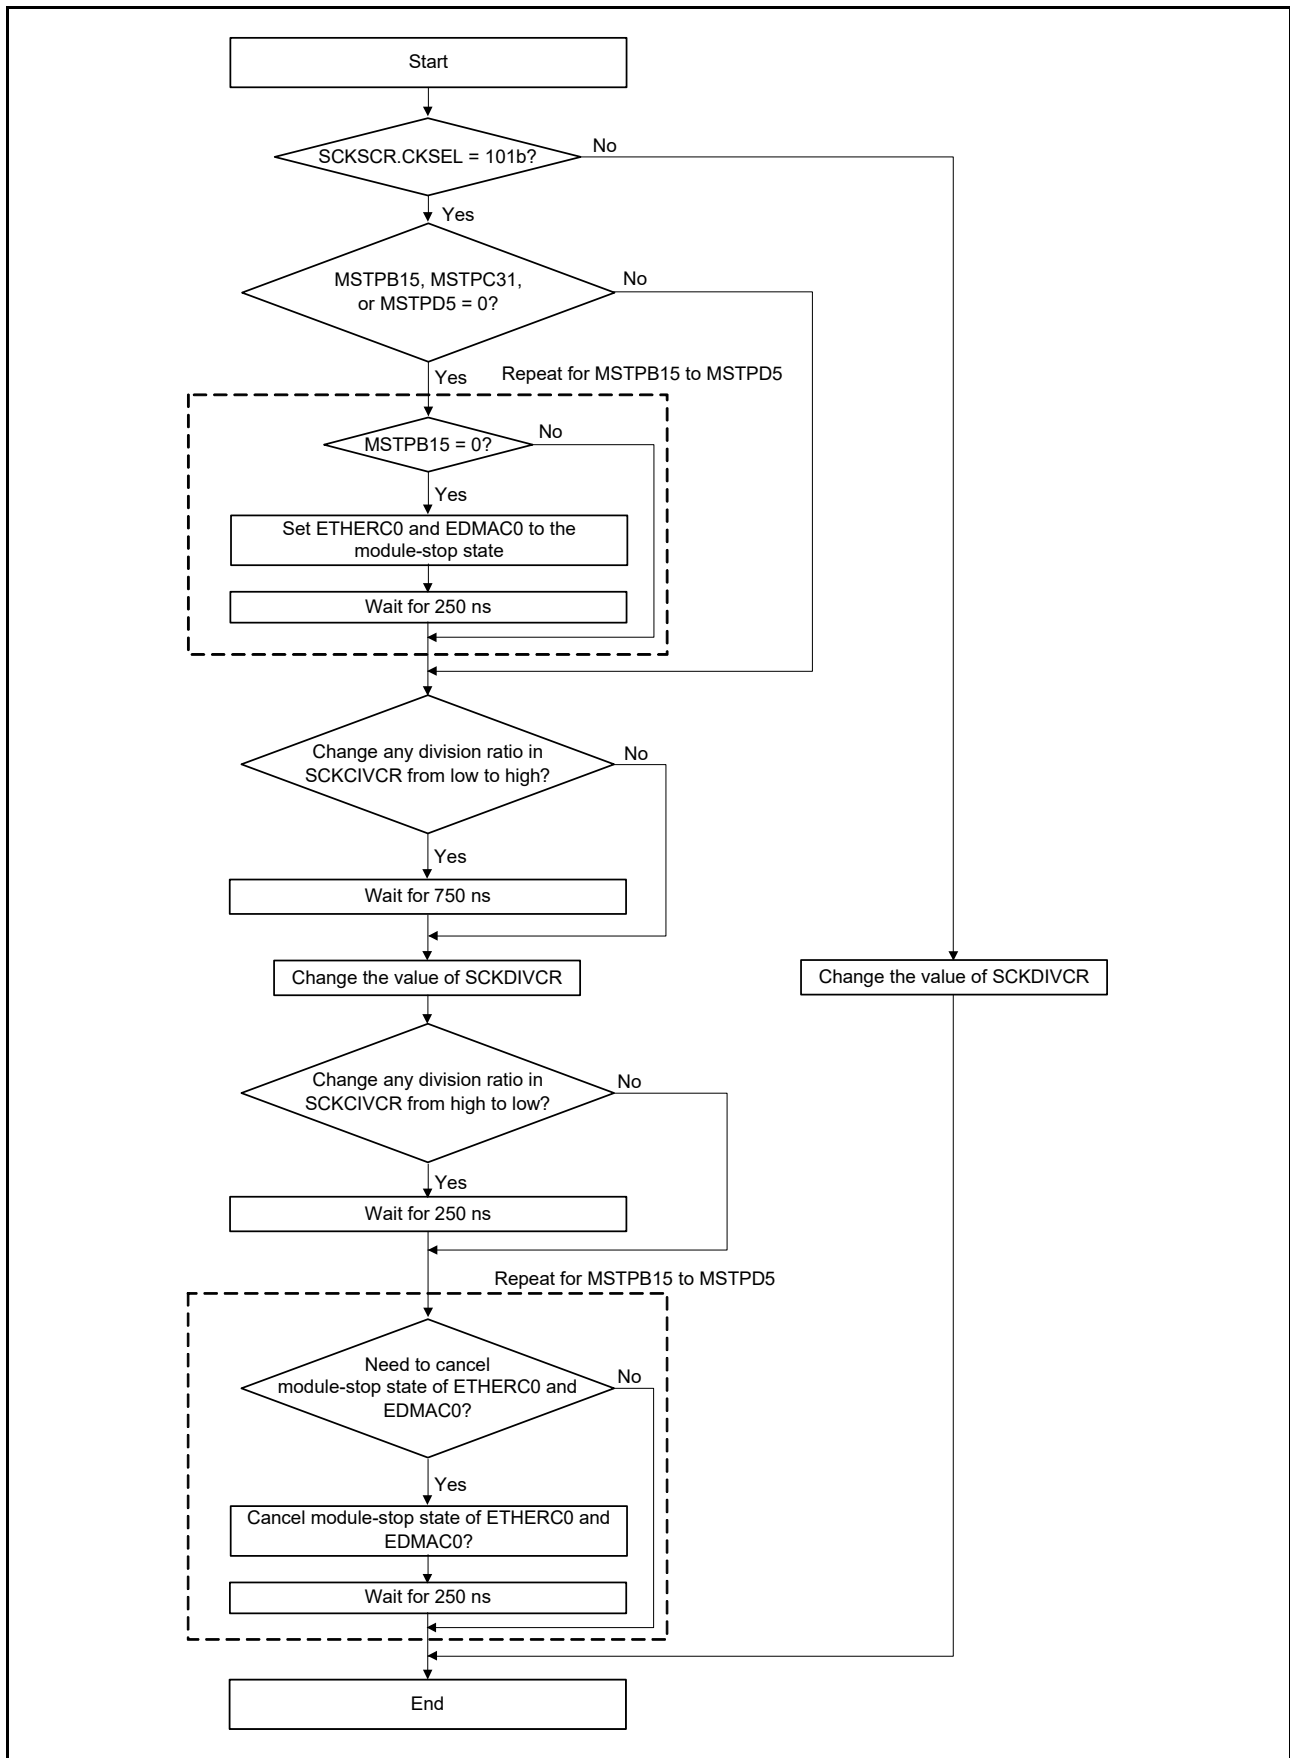 Start
SCKSCR.CKSEL = 101b?
No
Yes
MSTPB15, MSTPC31,
or MSTPD5 = 0?
No
Yes
Repeat for MSTPB15 to MSTPD5
MSTPB15 = 0?
No
Yes
Set ETHERC0 and EDMAC0 to the
module-stop state
Wait for 250 ns
Change any division ratio in
SCKCIVCR from low to high?
No
Yes
Wait for 750 ns
Change the value of SCKDIVCR
Change the value of SCKDIVCR
Change any division ratio in
SCKCIVCR from high to low?
No
Yes
Wait for 250 ns
Repeat for MSTPB15 to MSTPD5
Need to cancel
module-stop state of ETHERC0 and
EDMAC0?
No
Yes
Cancel module-stop state of ETHERC0 and
EDMAC0?
Wait for 250 ns
End